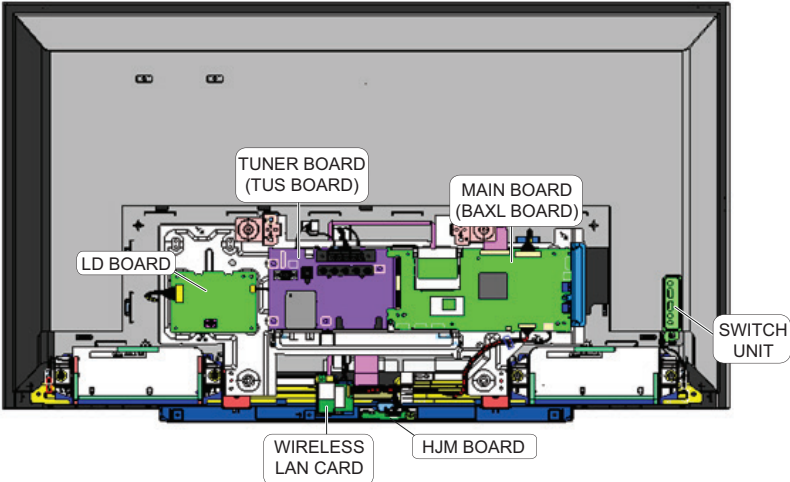 TUNER BOARD
(TUS BOARD)
MAIN BOARD
(BAXL BOARD)
LD BOARD
SWITCH
UNIT
WIRELESS
LAN CARD
HJM BOARD